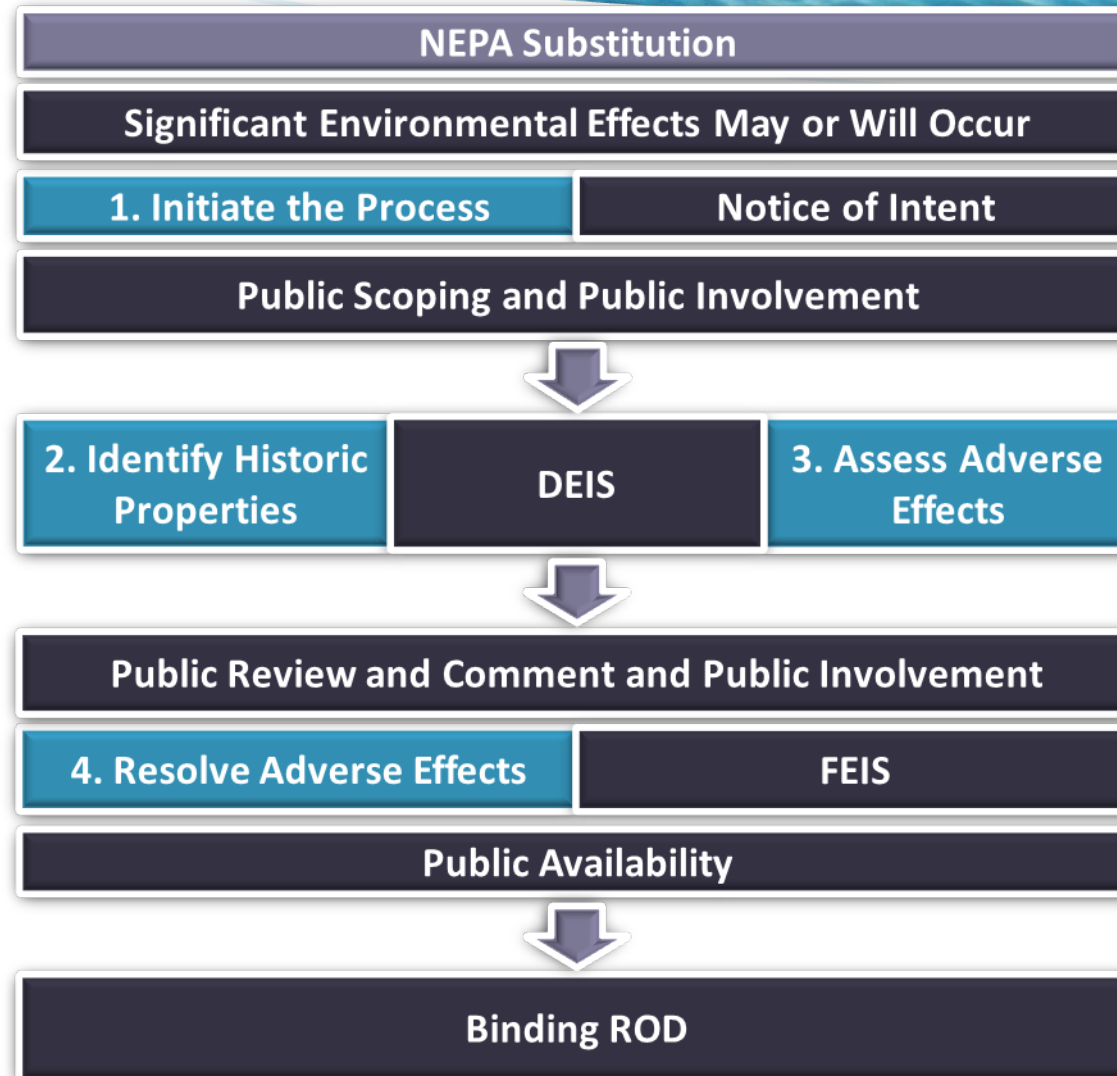 NEPA Substitution
Significant Environmental Effects May or Will Occur
1. Initiate the Process
Notice of Intent
Public Scoping and Public Involvement
2. Identify Historic
Properties
DEIS
3. Assess Adverse
Effects
Public Review and Comment and Public Involvement
4. Resolve Adverse Effects
FEIS
Public Availability
Binding ROD